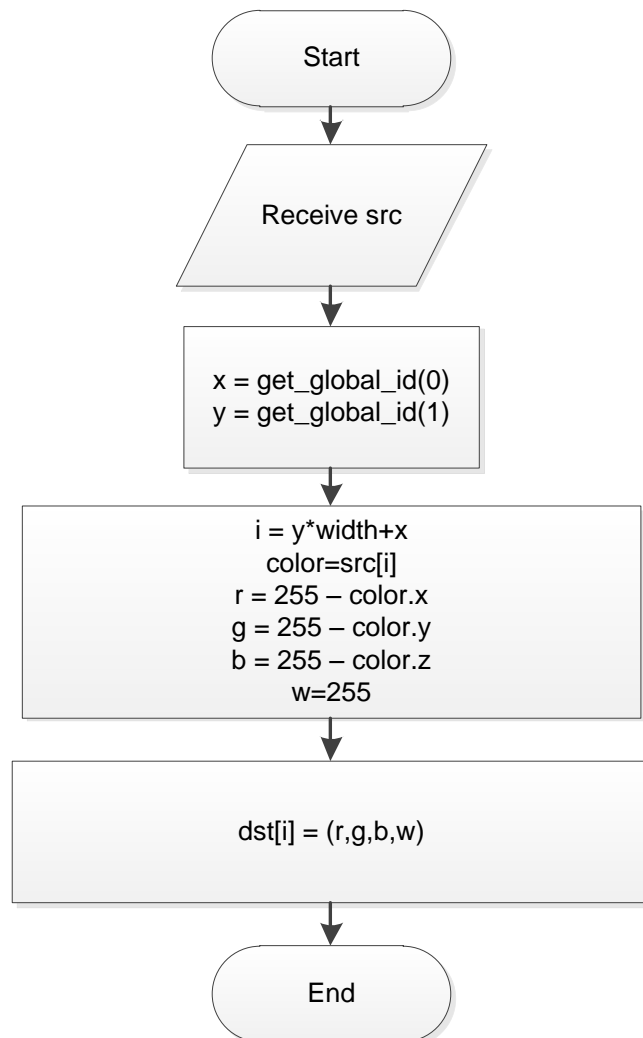 Start
Receive src
x = get_global_id(0)
y = get_global_id(1)
i = y*width+x
color=src[i]
r = 255 – color.x
g = 255 – color.y
b = 255 – color.z
w=255
dst[i] = (r,g,b,w)
End